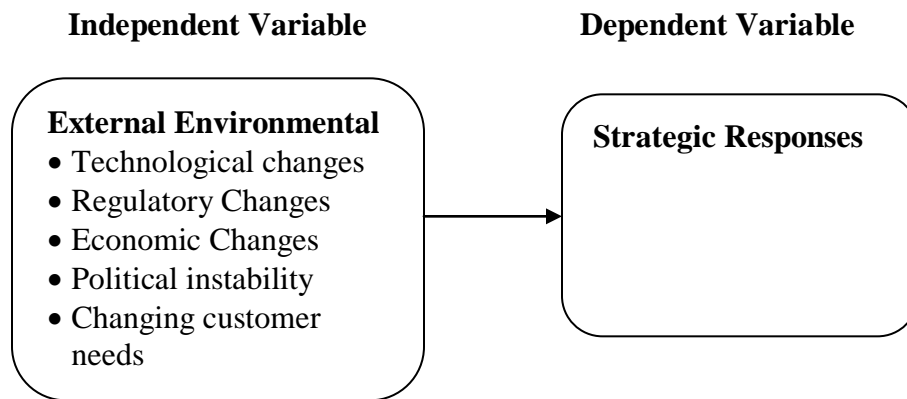 Independent Variable
Dependent Variable
External Environmental
• Technological changes
• Regulatory Changes
• Economic Changes
• Political instability
• Changing customer
needs
Strategic Responses